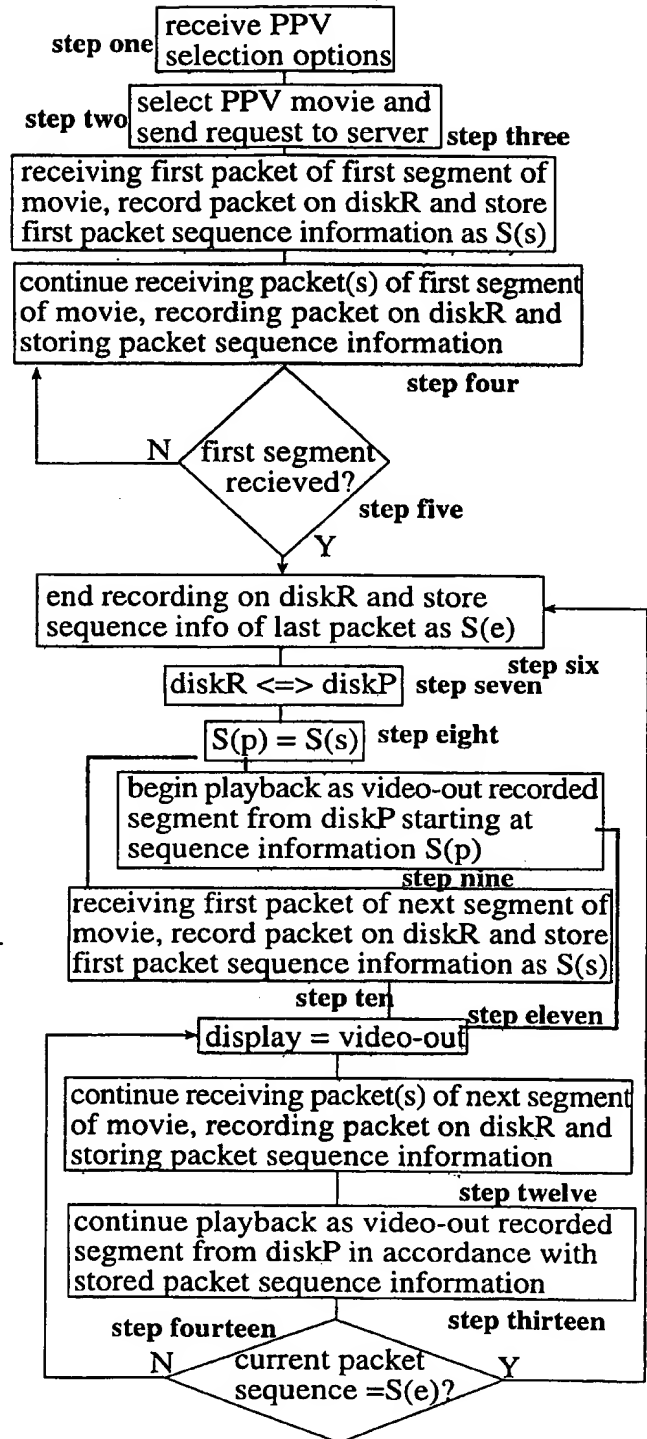 receive PPV
step one
selection options
select PPV movie and
step two
send request to server
step three
receiving first packet of first segment of
movie, record packet on diskR and store
first packet sequence information as S(s)
continue receiving packet(s) of first segment
of movie, recording packet on diskR and
storing packet sequence information
step four
N
first segment
recieved?
step five
Y
end recording on diskR and store
sequence info of last packet as S(e)
step six
diskR <=> diskP
step seven
S(p) = S(s)
step eight
begin playback as video-out recorded
segment from diskP starting at
sequence information S(p)
step nine
receiving first packet of next segment of
movie, record packet on diskR and store
first packet sequence information as S(s)
step ten
step eleven
display = video-out
continue receiving packet(s) of next segment
of movie, recording packet on diskR and
storing packet sequence information
step twelve
continue playback as video-out recorded
segment from diskP in accordance with
stored packet sequence information
step thirteen
step fourteen
N
current packet
sequence =S(e)?
Y